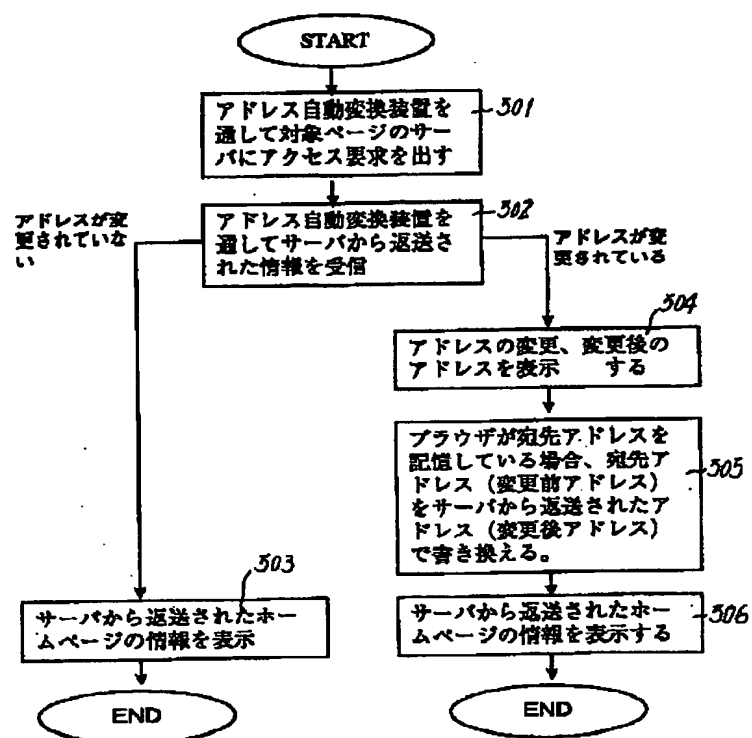 START
アドレス自動変換装置を
通して対象ページのサー
バにアクセス要求を出す
301
アドレス自動変換装置を
通してサーバから返送さ
れた情報を受信
302
アドレスが変
更されていな
い
アドレスが変
更されている
304
アドレスの変更、変更後の
アドレスを表示 する
ブラウザが宛先アドレスを
記憶している場合、宛先ア
ドレス（変更前アドレス）
をサーバから返送されたア
ドレス（変更後アドレス）
で書き換える。
305
303
サーバから返送されたホー
ムページの情報を表示
サーバから返送されたホー
ムページの情報を表示する
306
END
END